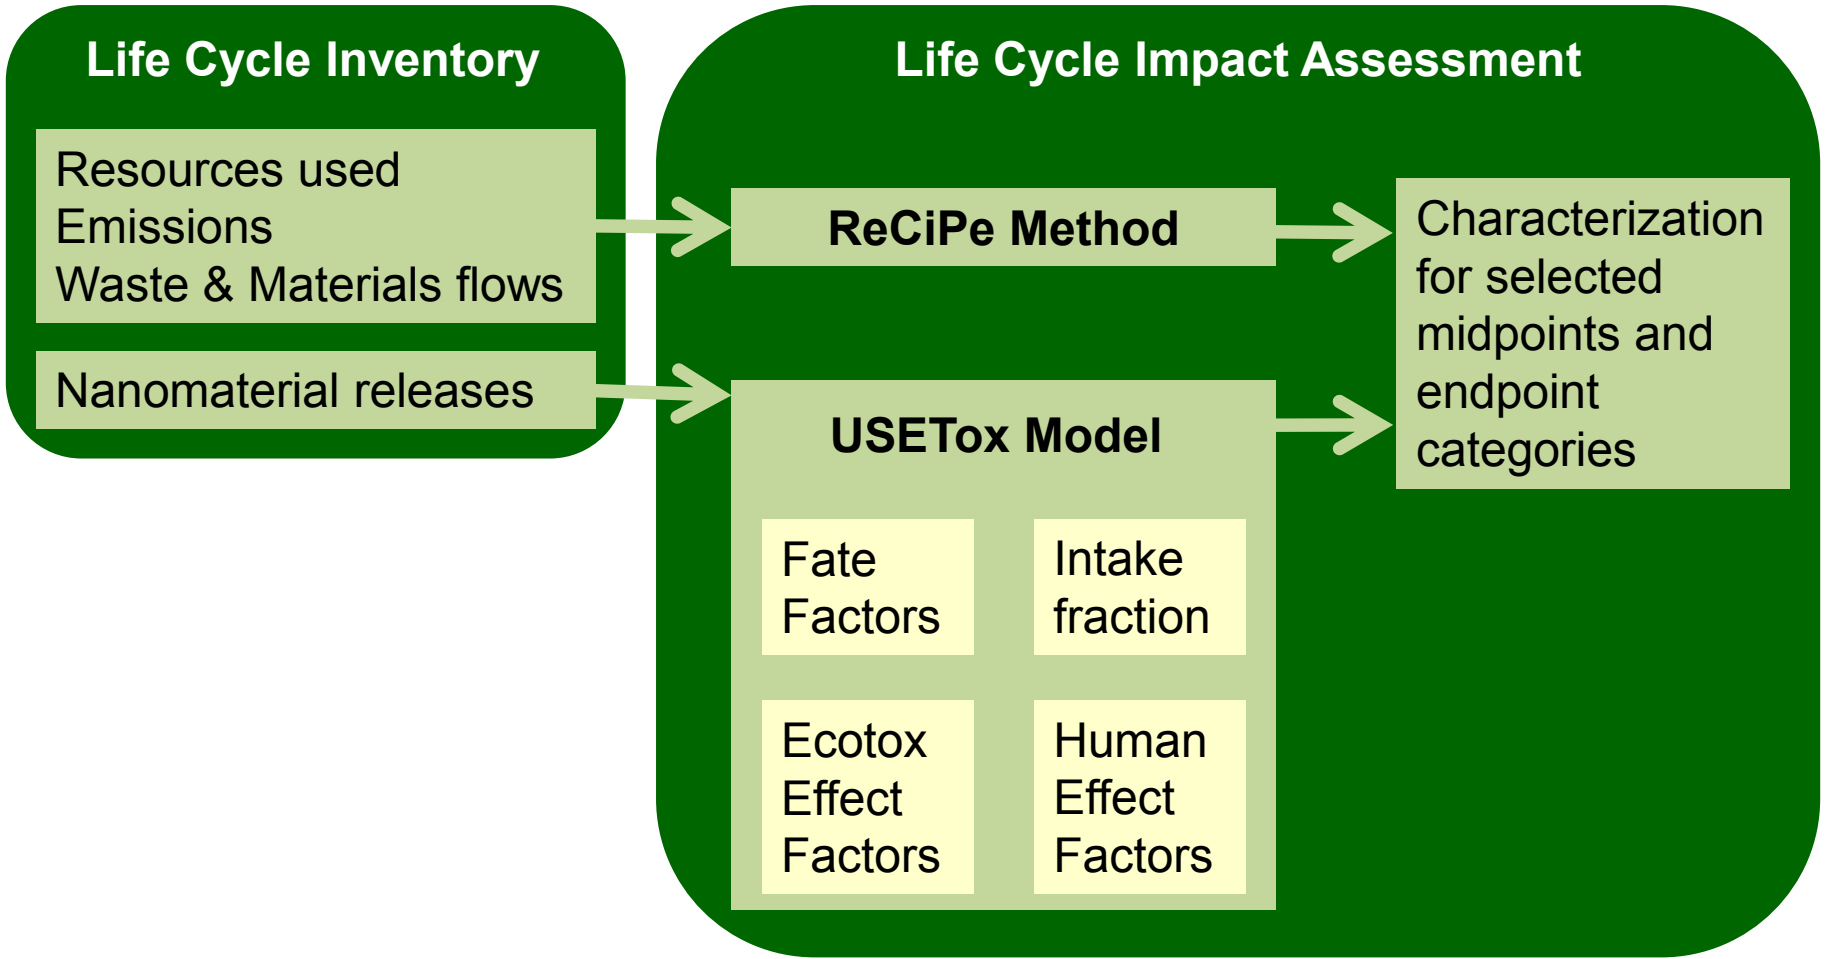 Life Cycle Inventory
Resources used
Emissions
Waste & Materials flows
Nanomaterial releases
Life Cycle Impact Assessment
ReCiPe Method
USETox Model
Fate
Factors
Intake
fraction
Ecotox
Effect
Factors
Human
Effect
Factors
Characterization
for selected
midpoints and
endpoint
categories